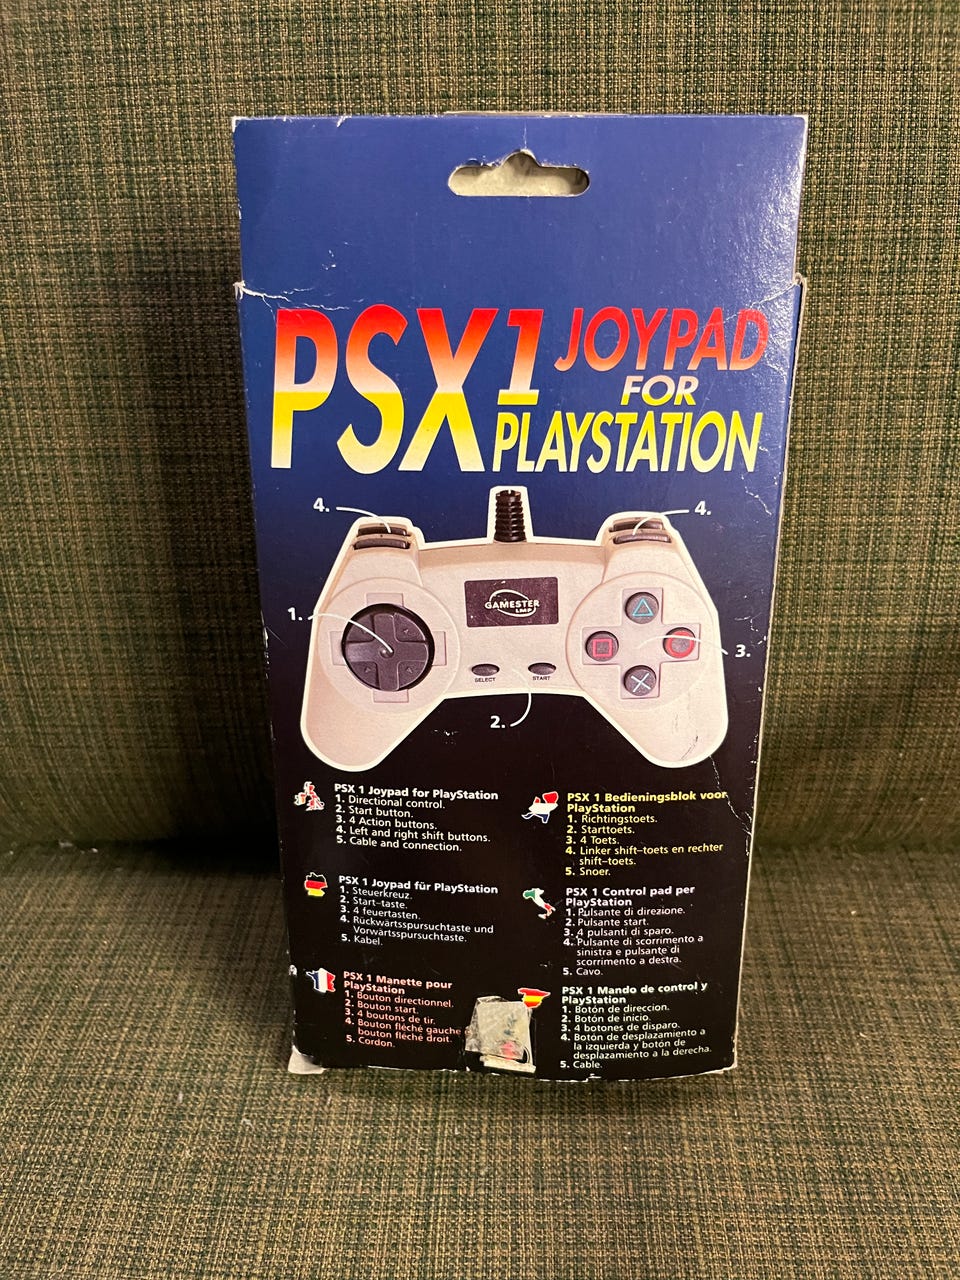 PSX1 JOYPAD
FOR
PLAYSTATION
4.
4.
GAMESTER
LMP
1.
3.
SELECT
START
2.
PSX 1 Joypad for PlayStation
1. Directional control.
2. Start button.
3. 4 Action buttons.
4. Left and right shift buttons.
5. Cable and connection.
PSX 1 Joypad für PlayStation
1. Steuerkreuz.
2. Start-taste.
3. 4 feuertasten.
4. Rückwärtsspursuchtaste und
Vorwärtsspursuchtaste.
5. Kabel.
PSX 1 Manette pour
PlayStation
1. Bouton directionnel.
2. Bouton start.
3. 4 boutons de tir.
4. Bouton fléché gauche
bouton fléché droit.
5. Cordon.
PSX 1 Bedieningsblok voor
PlayStation
1. Richtingstoets.
2. Starttoets.
3. 4 Toets.
4. Linker shift-toets en rechter
shift-toets.
5. Snoer.
PSX 1 Control pad per
PlayStation
1. Pulsante di direzione.
2. Pulsante start.
3. 4 pulsanti di sparo.
4. Pulsante di scorrimento a
sinistra e pulsante di
scorrimento a destra.
5. Cavo.
PSX 1 Mando de control y
PlayStation
1. Botón de direccion.
2. Botón de inicio.
3. 4 botones de disparo.
4. Botón de desplazamiento a
la izquierda y botón de
desplazamiento a la derecha.
5. Cable.